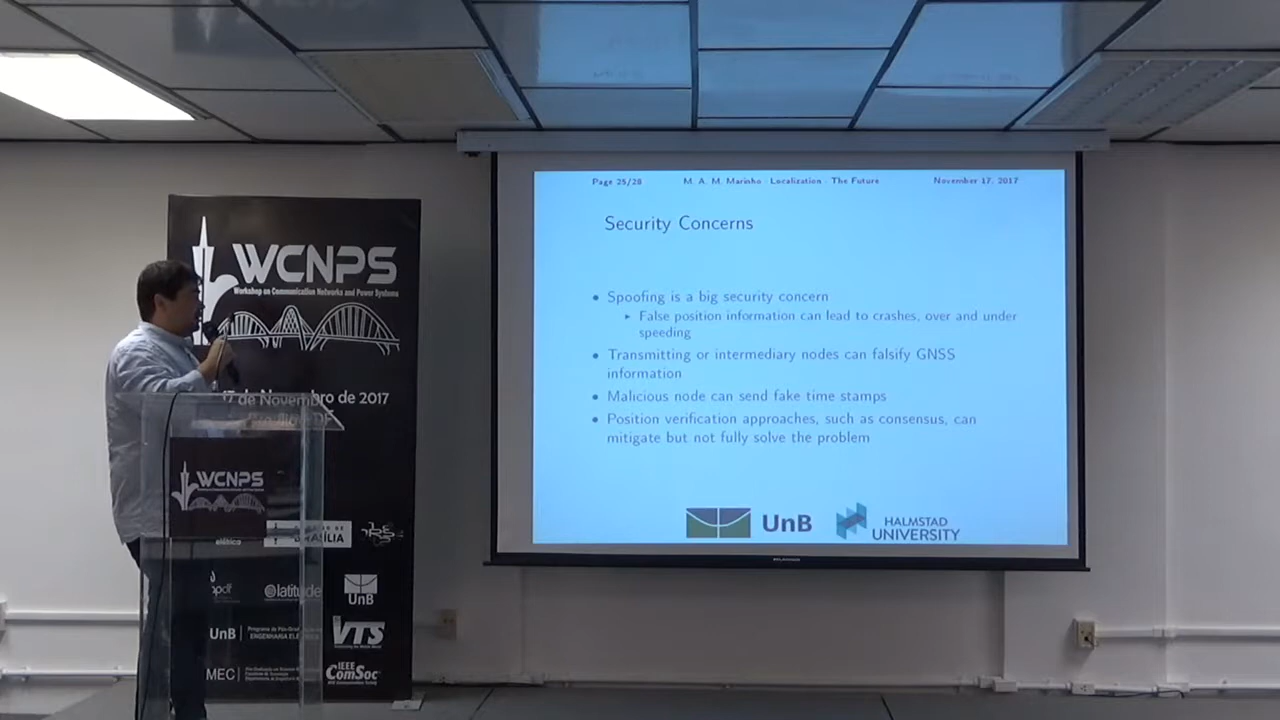 Page 25/28 M. A. M. Marinho · Localization · The Future November 17, 2017
Security Concerns
• Spoofing is a big security concern
▸ False position information can lead to crashes, over and under
speeding
• Transmitting or intermediary nodes can falsify GNSS
information
• Malicious node can send fake time stamps
• Position verification approaches, such as consensus, can
mitigate but not fully solve the problem
UnB
HALMSTAD
UNIVERSITY
WCNPS
Workshop on Communication Networks and Power Systems
17 de Novembro de 2017
WCNPS
latitude
UnB
UnB
ENGENHARIA
VTS
MEC
IEEE
ComSoc